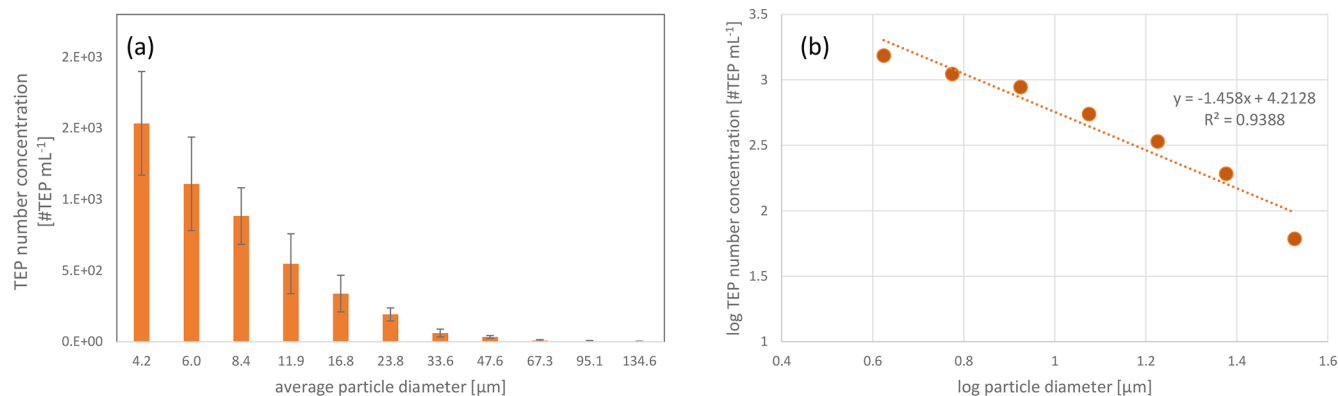 (a)
TEP number concentration
[#TEP mL-1]
2.E+03
2.E+03
1.E+03
5.E+02
0.E+00
4.2 6.0 8.4 11.9 16.8 23.8 33.6 47.6 67.3 95.1 134.6
average particle diameter [µm]
(b)
log TEP number concentration [#TEP mL-1]
3.5
3
2.5
2
1.5
1
y = -1.458x + 4.2128
R² = 0.9388
0.4 0.6 0.8 1 1.2 1.4 1.6
log particle diameter [µm]